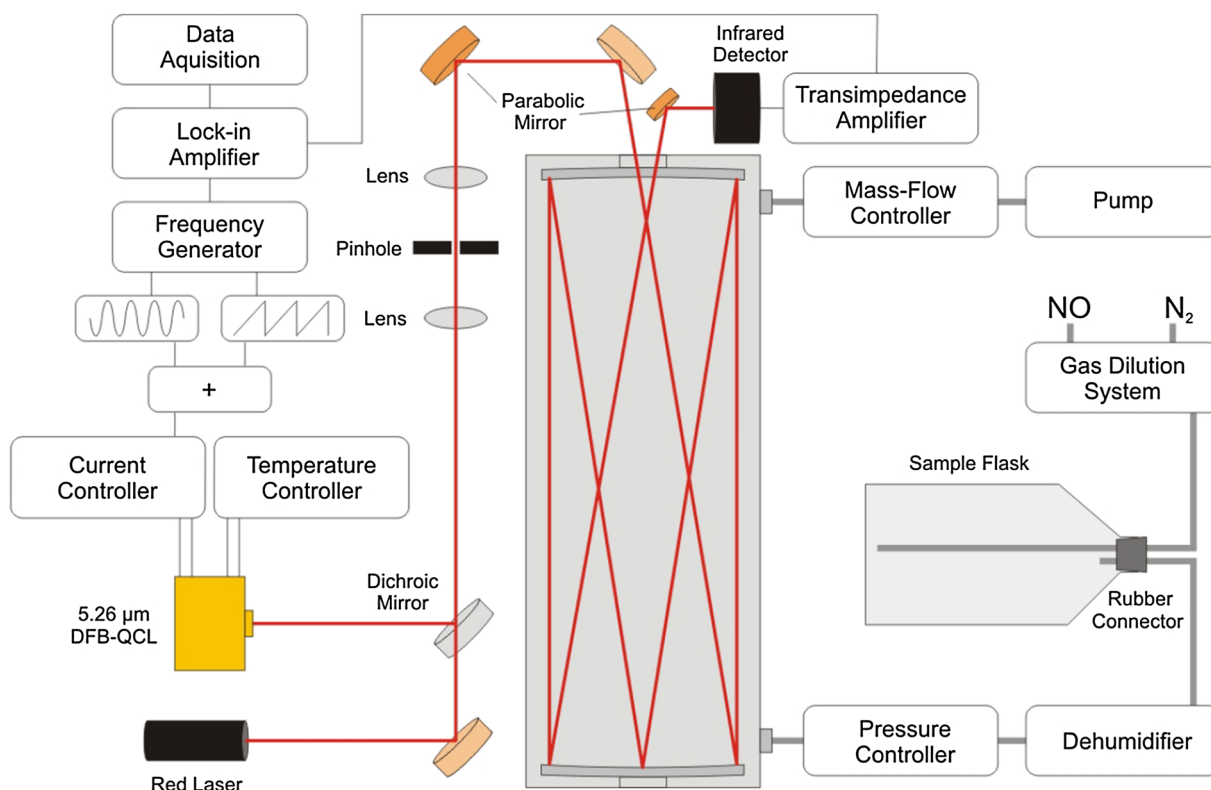 Data
Aquisition
Lock-in
Amplifier
Frequency
Generator
+
Current
Controller
Temperature
Controller
5.26 µm
DFB-QCL
Red Laser
Dichroic
Mirror
Lens
Pinhole
Lens
Parabolic
Mirror
Infrared
Detector
Transimpedance
Amplifier
Mass-Flow
Controller
Pump
NO
N₂
Gas Dilution
System
Sample Flask
Rubber
Connector
Pressure
Controller
Dehumidifier